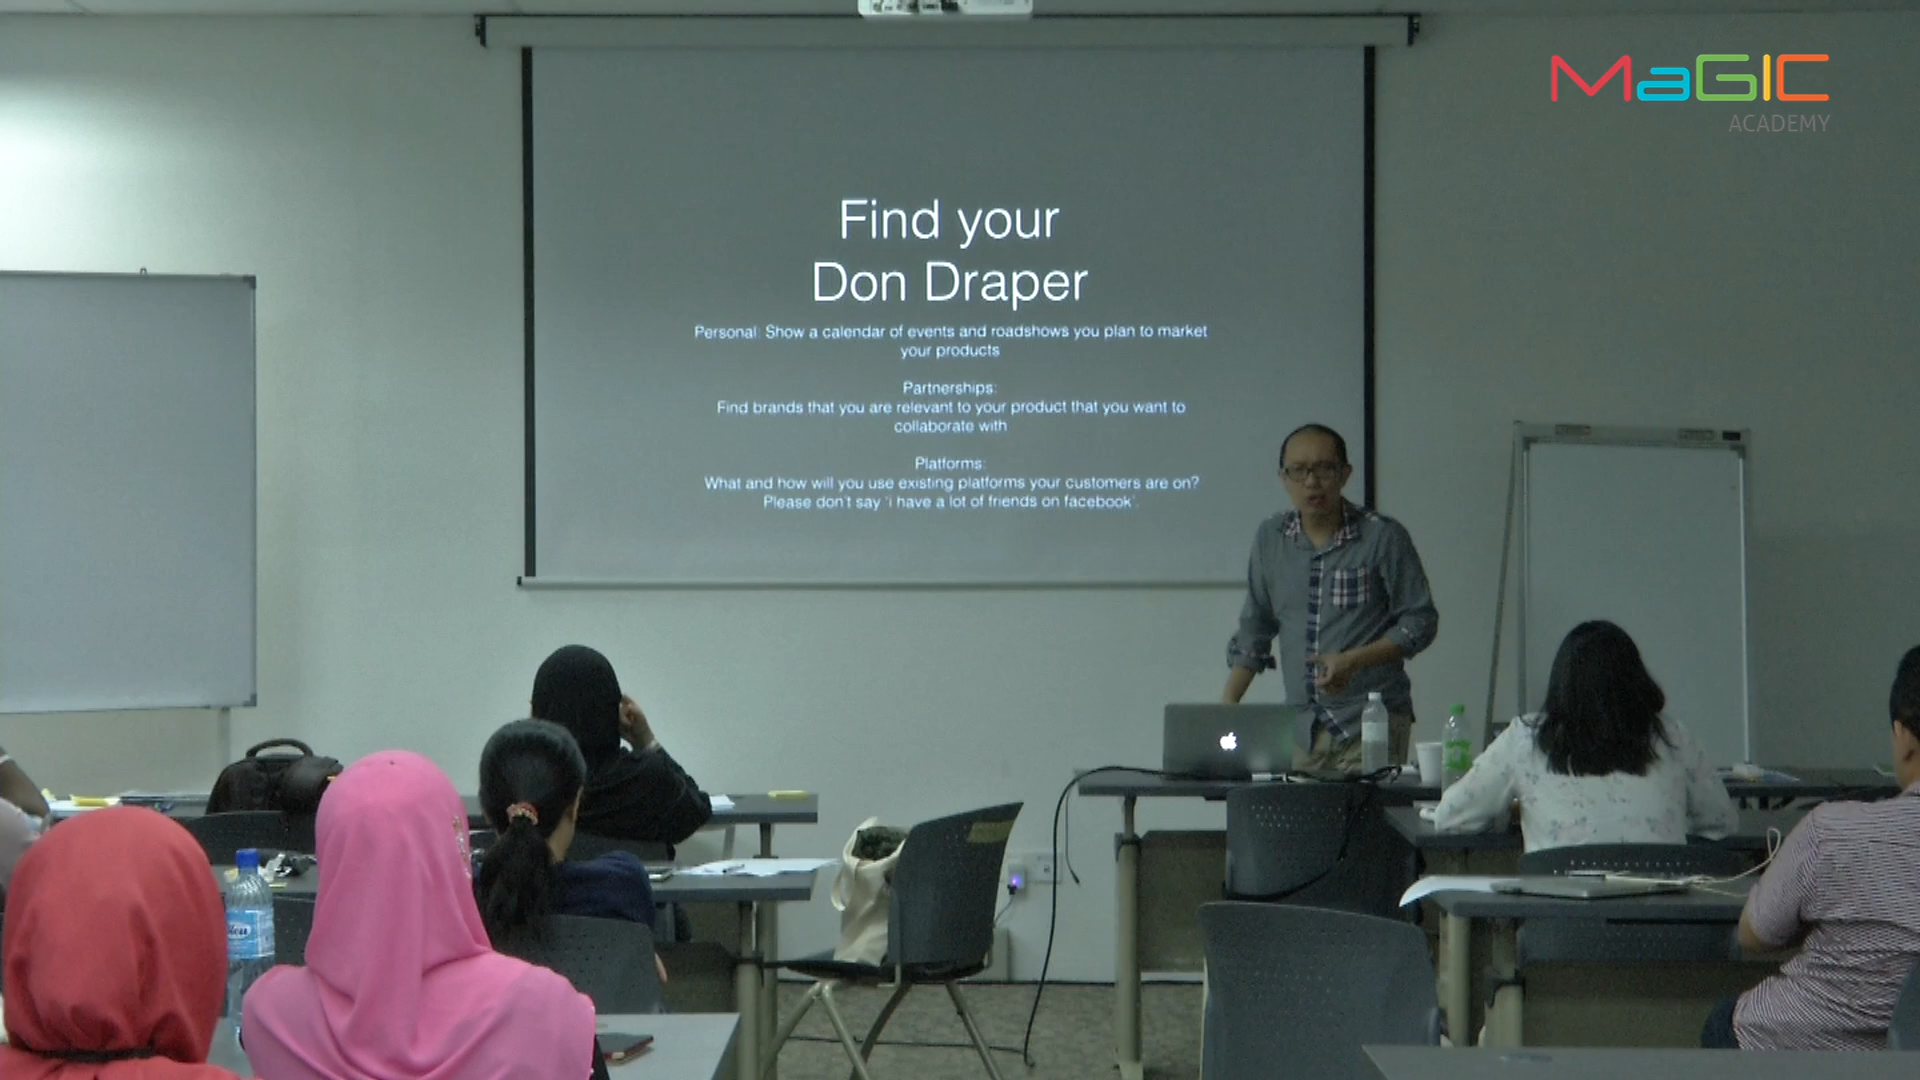 MaGIC
ACADEMY
Find your
Don Draper
Personal: Show a calendar of events and roadshows you plan to market
your products
Partnerships:
Find brands that you are relevant to your product that you want to
collaborate with
Platforms:
What and how will you use existing platforms your customers are on?
Please don't say 'i have a lot of friends on facebook'.